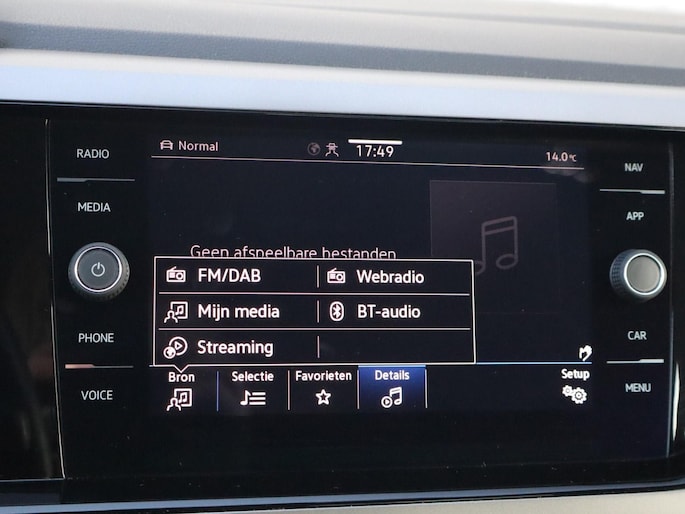 RADIO
MEDIA
PHONE
VOICE
Normal
17:49
14.0°C
Geen afspeelbare bestanden
FM/DAB
Webradio
Mijn media
BT-audio
Streaming
Bron
Selectie
Favorieten
Details
Setup
NAV
APP
CAR
MENU